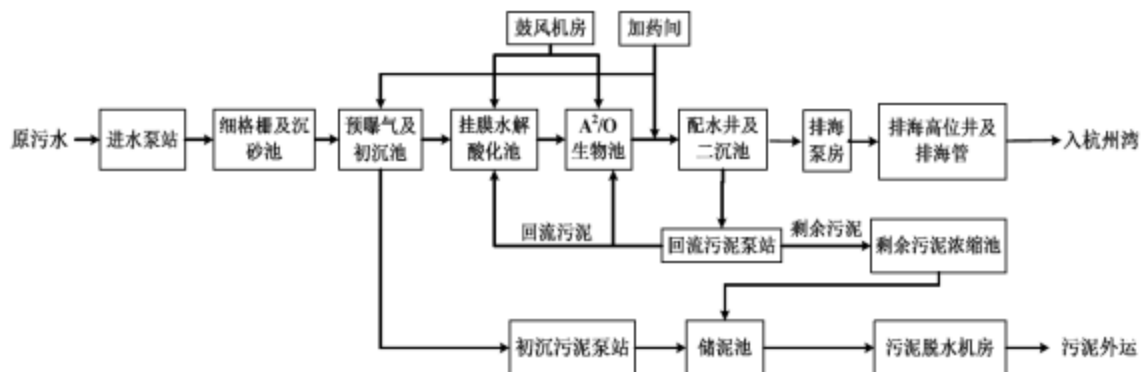 鼓风机房
加药间
原污水
进水泵站
细格栅及沉
砂池
预曝气及
初沉池
挂膜水解
酸化池
A²/O
生物池
配水井及
二沉池
排海
泵房
排海高位井及
排海管
入杭州湾
回流污泥
回流污泥泵站
剩余污泥
剩余污泥浓缩池
初沉污泥泵站
储泥池
污泥脱水机房
污泥外运